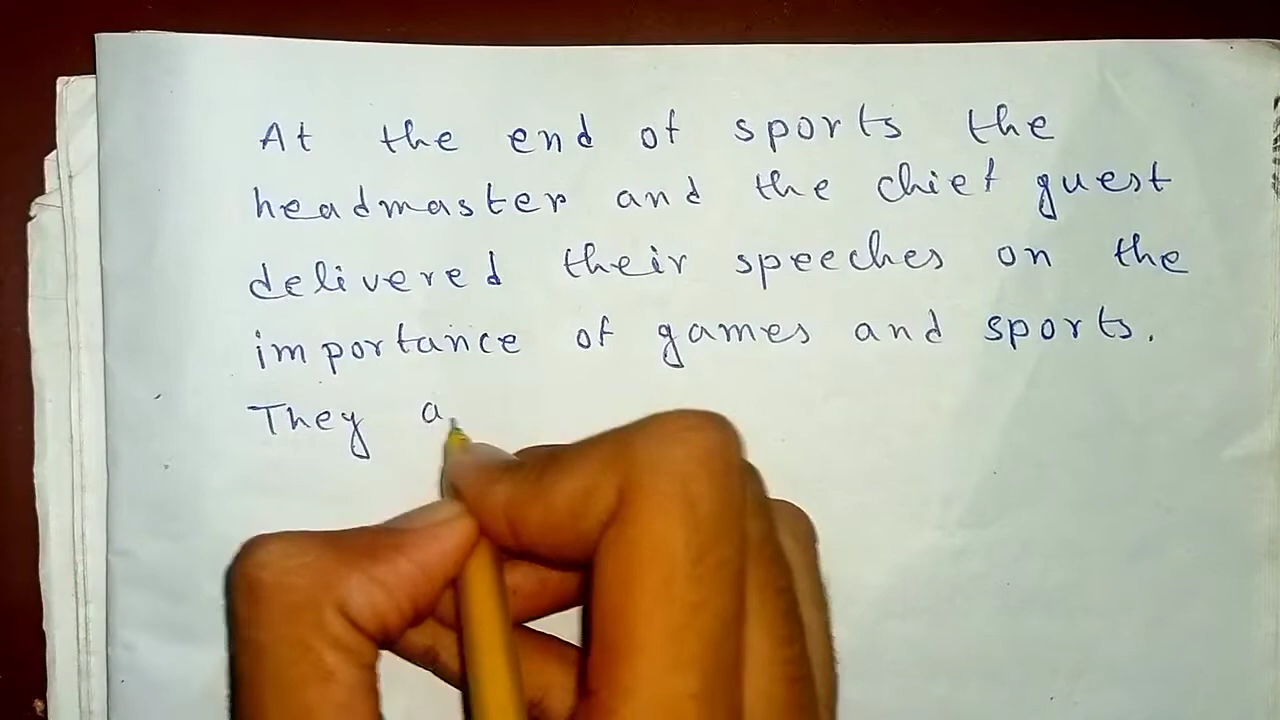 At the end of sports the
headmaster and the chief guest
delivered their speeches on the
importance of games and sports.
They a